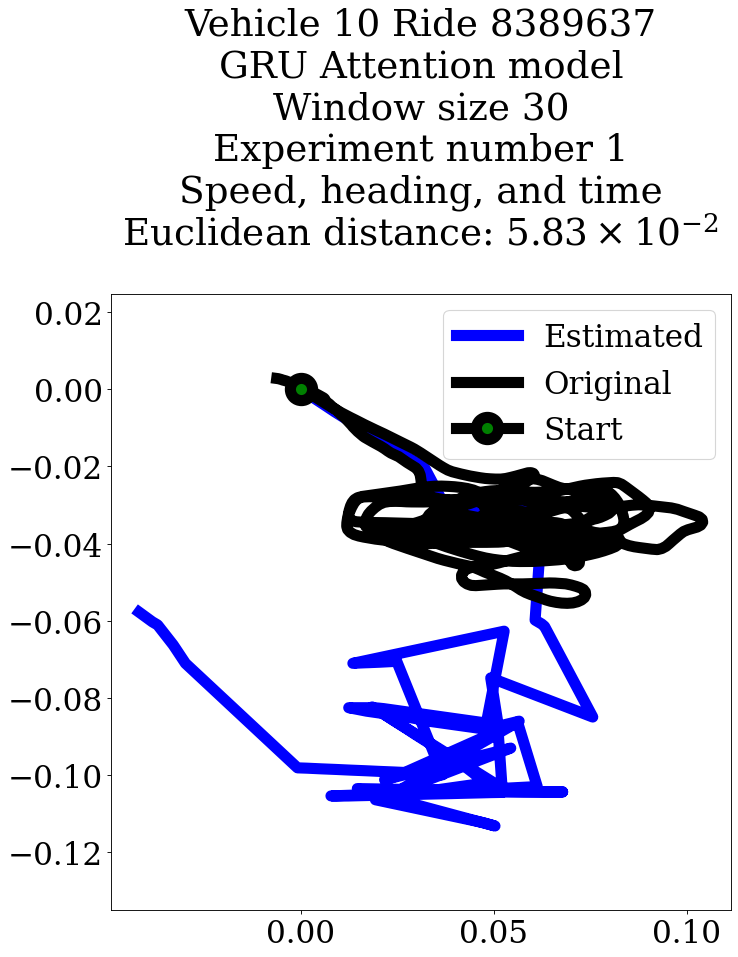 Vehicle 10 Ride 8389637
GRU Attention model
Window size 30
Experiment number 1
Speed, heading, and time
Euclidean distance: 5.83 × 10⁻²
Estimated
Original
Start
0.02
0.00
−0.02
−0.04
−0.06
−0.08
−0.10
−0.12
0.00 0.05 0.10